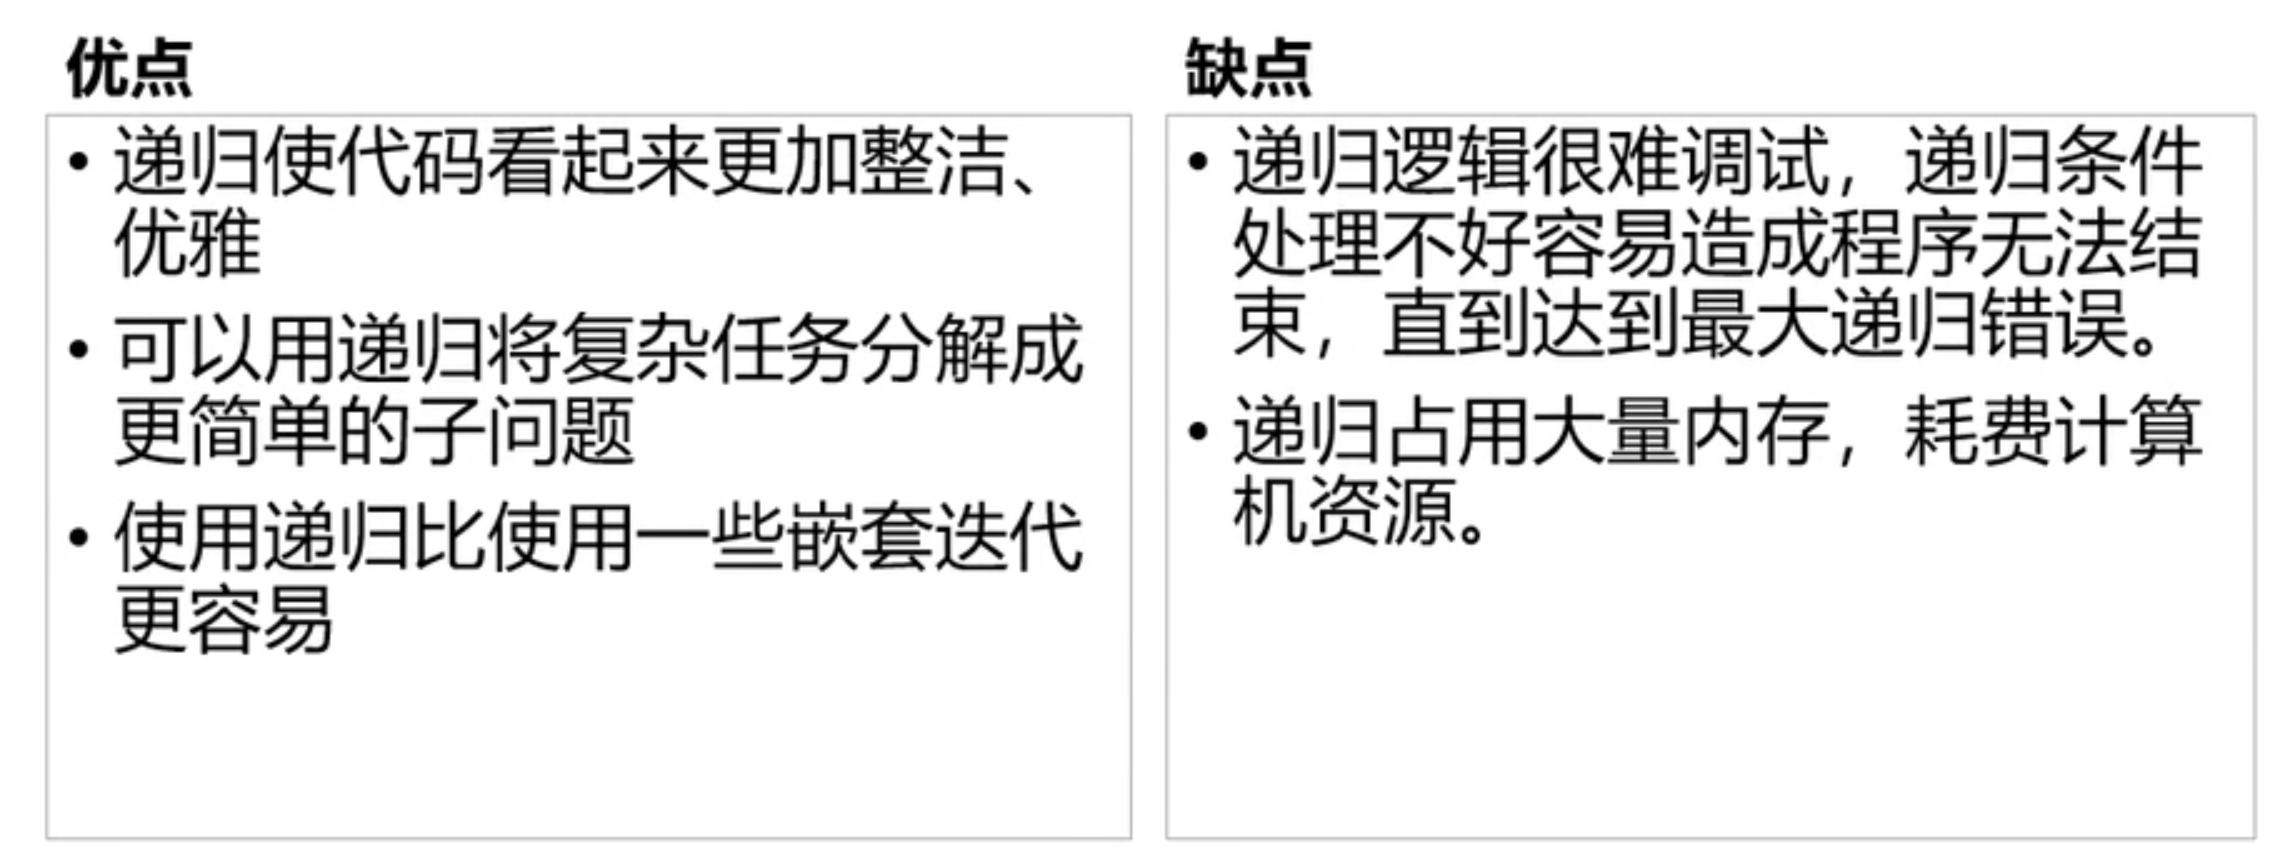 优点
• 递归使代码看起来更加整洁、
优雅
• 可以用递归将复杂任务分解成
更简单的子问题
• 使用递归比使用一些嵌套迭代
更容易
缺点
• 递归逻辑很难调试，递归条件
处理不好容易造成程序无法结
束，直到达到最大递归错误。
• 递归占用大量内存，耗费计算
机资源。